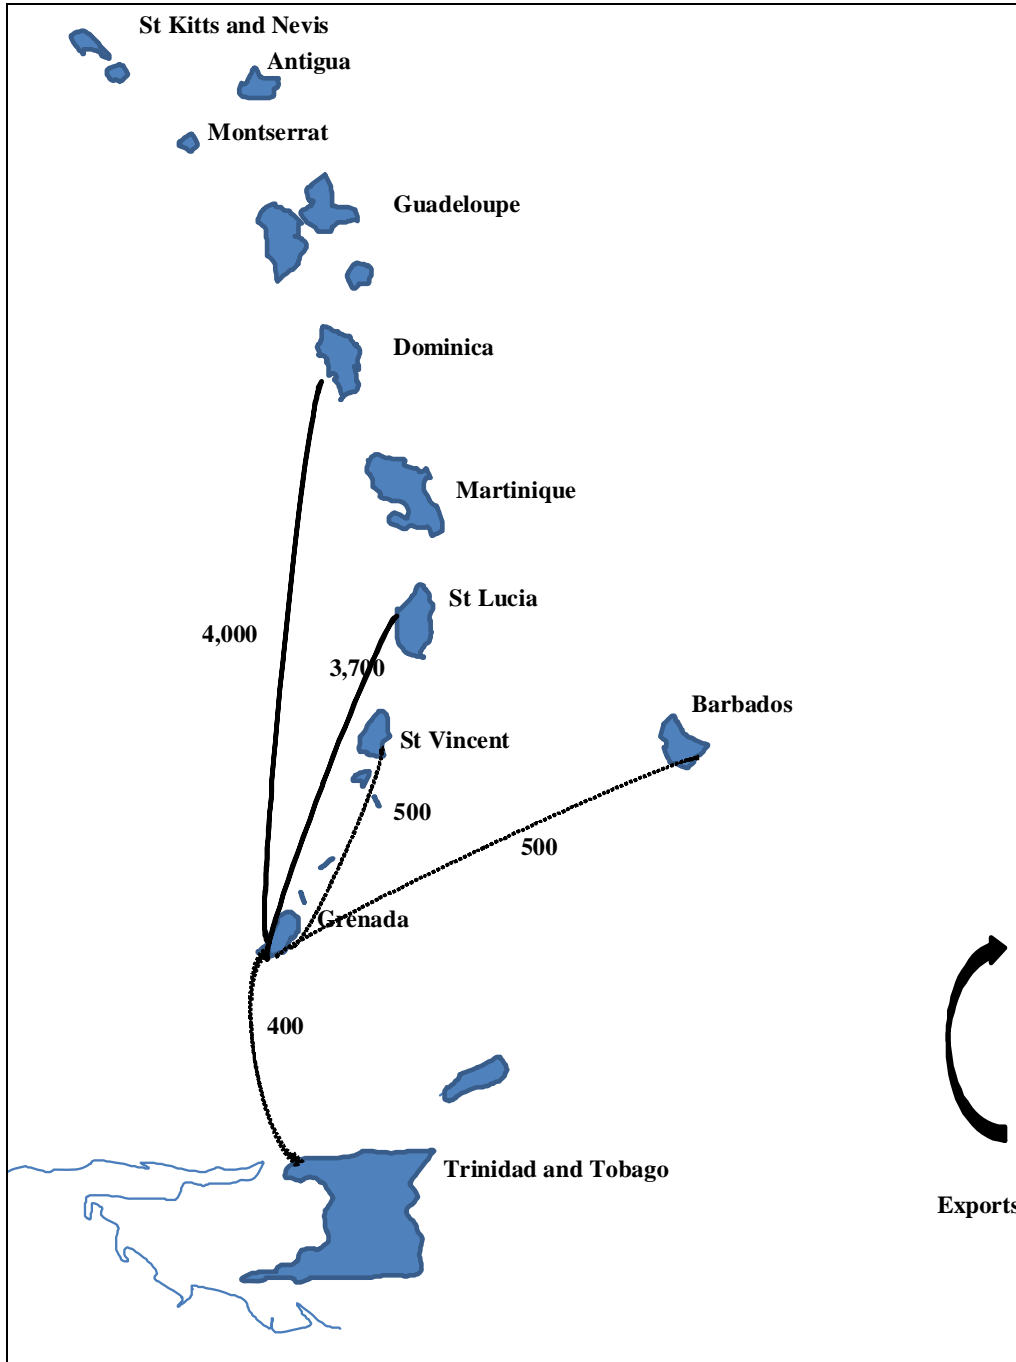 St Kitts and Nevis
Antigua
Montserrat
Guadeloupe
Dominica
Martinique
St Lucia
4,000
3,700
Barbados
St Vincent
500
500
Grenada
400
Trinidad and Tobago
Exports